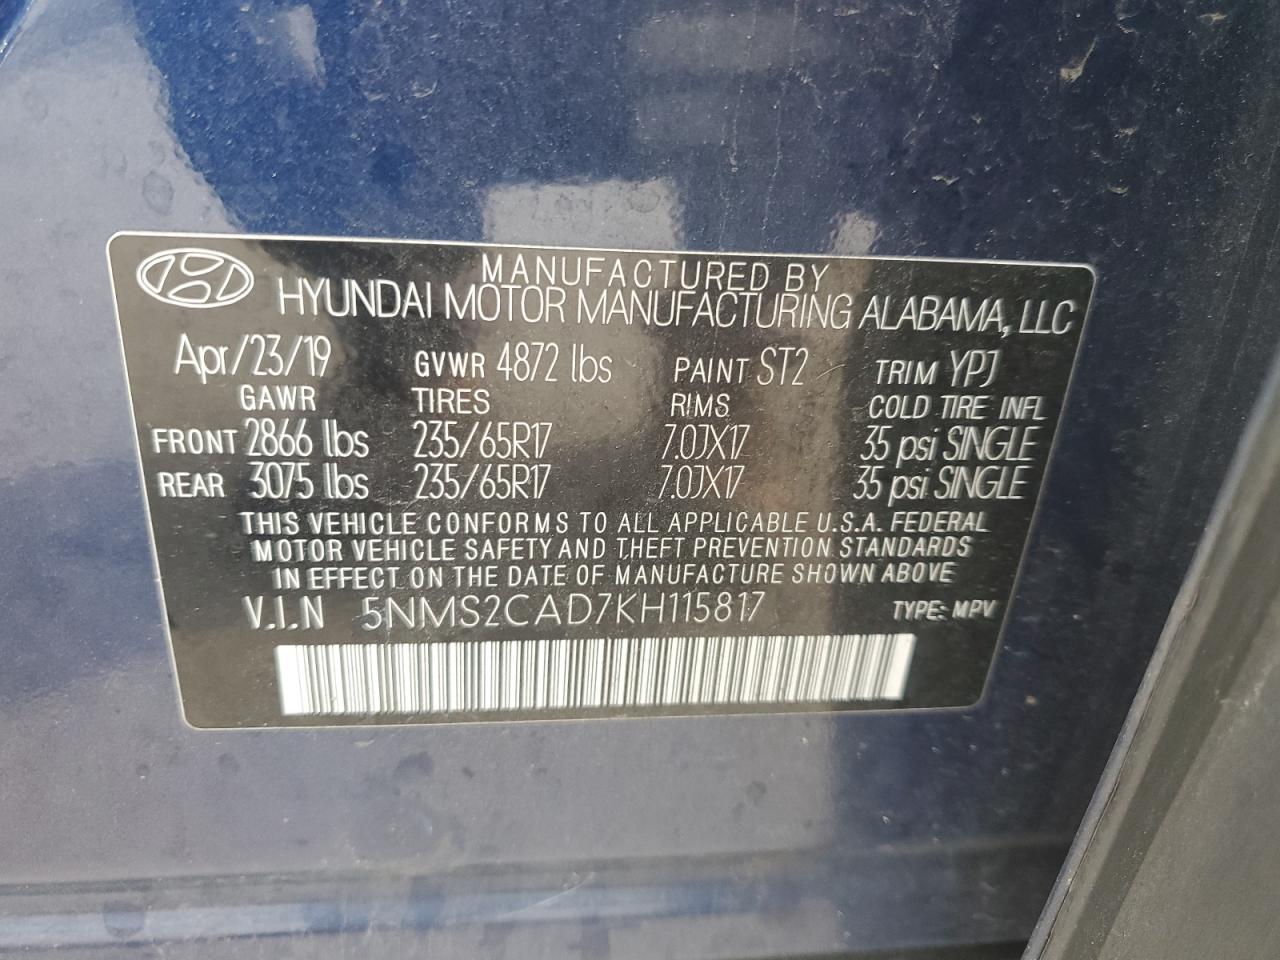 MANUFACTURED BY
HYUNDAI MOTOR MANUFACTURING ALABAMA, LLC
Apr/23/19 GVWR 4872 lbs PAINT ST2 TRIM YPJ
GAWR TIRES RIMS COLD TIRE INFL
FRONT 2866 lbs 235/65R17 7.0JX17 35 psi SINGLE
REAR 3075 lbs 235/65R17 7.0JX17 35 psi SINGLE
THIS VEHICLE CONFORMS TO ALL APPLICABLE U.S.A. FEDERAL
MOTOR VEHICLE SAFETY AND THEFT PREVENTION STANDARDS
IN EFFECT ON THE DATE OF MANUFACTURE SHOWN ABOVE
V.I.N 5NMS2CAD7KH115817 TYPE: MPV